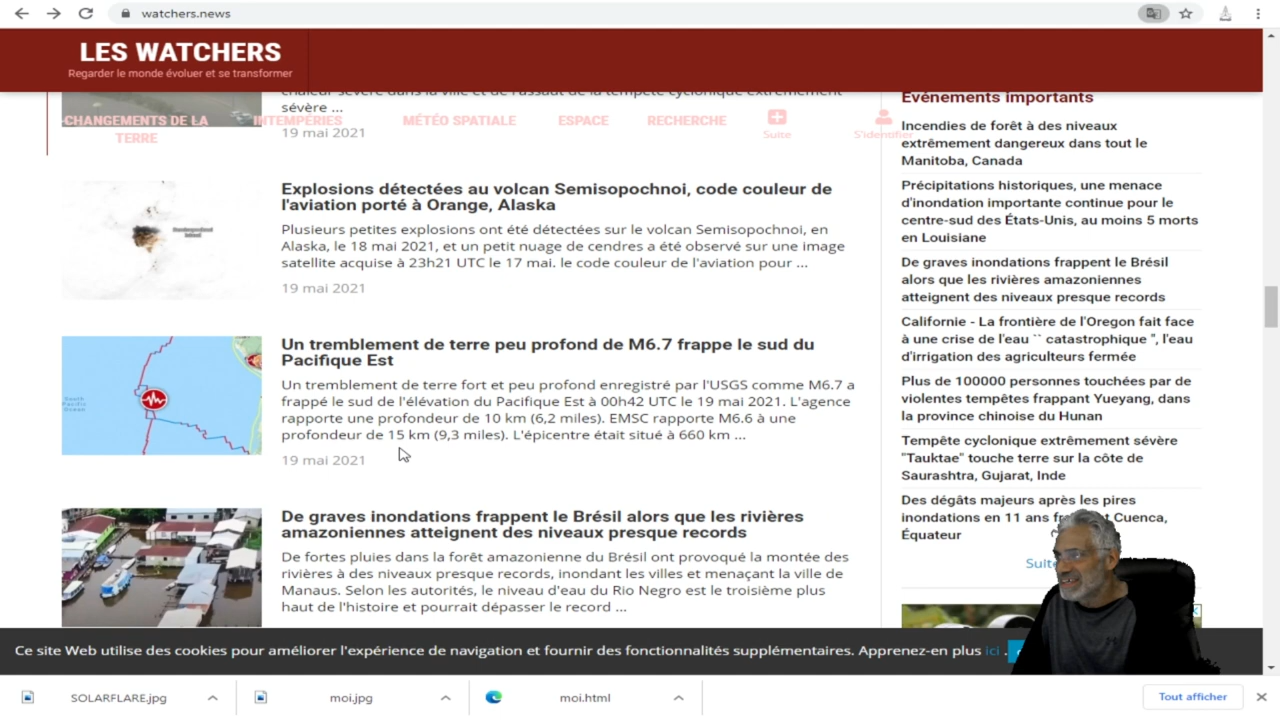 watchers.news
LES WATCHERS
Regarder le monde évoluer et se transformer
chaleur sévère dans la ville et de l'assaut de la tempête cyclonique extrêmement
sévère ...
19 mai 2021
CHANGEMENTS DE LA
TERRE
INTEMPÉRIES
MÉTÉO SPATIALE
ESPACE
RECHERCHE
Suite
S'identifier
Explosions détectées au volcan Semisopochnoi, code couleur de
l'aviation porté à Orange, Alaska
Plusieurs petites explosions ont été détectées sur le volcan Semisopochnoi, en
Alaska, le 18 mai 2021, et un petit nuage de cendres a été observé sur une image
satellite acquise à 23h21 UTC le 17 mai. le code couleur de l'aviation pour ...
19 mai 2021
Un tremblement de terre peu profond de M6.7 frappe le sud du
Pacifique Est
Un tremblement de terre fort et peu profond enregistré par l'USGS comme M6.7 a
frappé le sud de l'élévation du Pacifique Est à 00h42 UTC le 19 mai 2021. L'agence
rapporte une profondeur de 10 km (6,2 miles). EMSC rapporte M6.6 à une
profondeur de 15 km (9,3 miles). L'épicentre était situé à 660 km ...
19 mai 2021
De graves inondations frappent le Brésil alors que les rivières
amazoniennes atteignent des niveaux presque records
De fortes pluies dans la forêt amazonienne du Brésil ont provoqué la montée des
rivières à des niveaux presque records, inondant les villes et menaçant la ville de
Manaus. Selon les autorités, le niveau d'eau du Rio Negro est le troisième plus
haut de l'histoire et pourrait dépasser le record ...
Evénements importants
Incendies de forêt à des niveaux
extrêmement dangereux dans tout le
Manitoba, Canada
Précipitations historiques, une menace
d'inondation importante continue pour le
centre-sud des États-Unis, au moins 5 morts
en Louisiane
De graves inondations frappent le Brésil
alors que les rivières amazoniennes
atteignent des niveaux presque records
Californie - La frontière de l'Oregon fait face
à une crise de l'eau `` catastrophique '', l'eau
d'irrigation des agriculteurs fermée
Plus de 100000 personnes touchées par de
violentes tempêtes frappant Yueyang, dans
la province chinoise du Hunan
Tempête cyclonique extrêmement sévère
"Tauktae" touche terre sur la côte de
Saurashtra, Gujarat, Inde
Des dégâts majeurs après les pires
inondations en 11 ans Cuenca,
Équateur
Suite
Ce site Web utilise des cookies pour améliorer l'expérience de navigation et fournir des fonctionnalités supplémentaires. Apprenez-en plus ici .
SOLARFLARE.jpg
moi.jpg
moi.html
Tout afficher